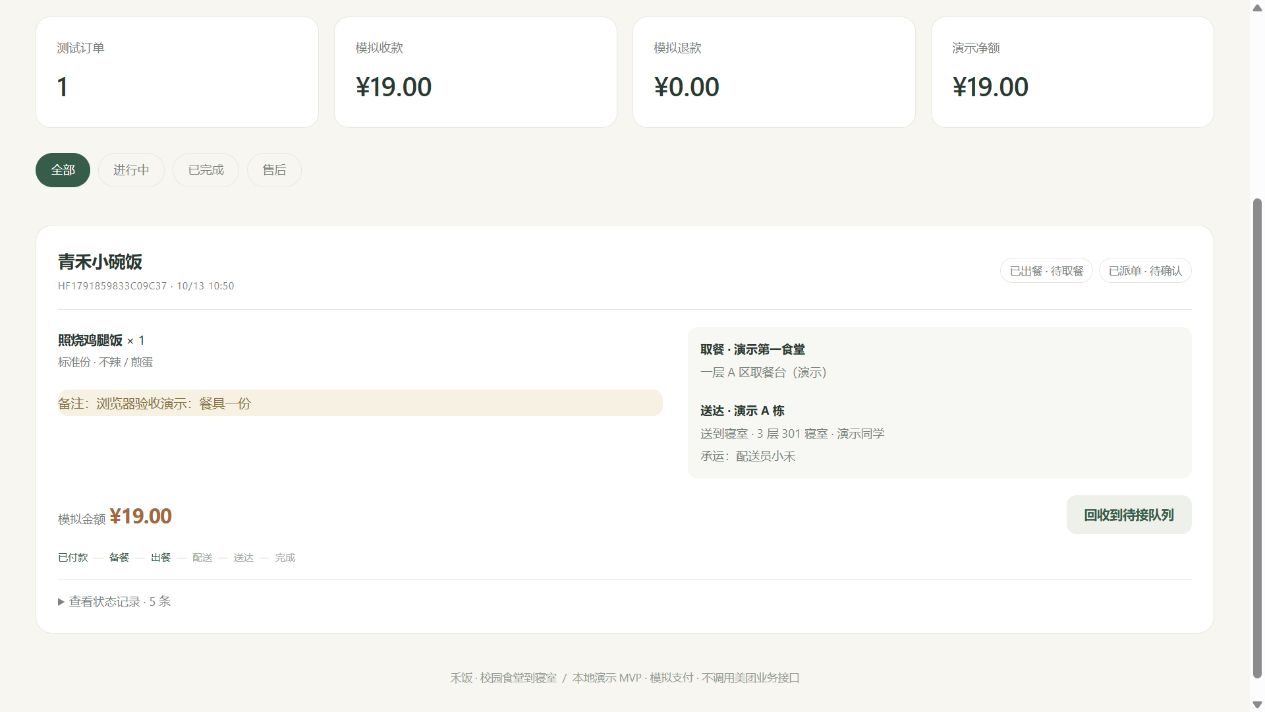 测试订单
1
模拟收款
¥19.00
模拟退款
¥0.00
演示净额
¥19.00
全部
进行中
已完成
售后
青禾小碗饭
HF1791859833C09C37 · 10/13 10:50
已出餐 · 待取餐
已派单 · 待确认
照烧鸡腿饭 × 1
标准份 · 不辣 / 煎蛋
备注：浏览器验收演示：餐具一份
取餐 · 演示第一食堂
一层 A 区取餐台（演示）
送达 · 演示 A 栋
送到寝室 · 3 层 301 寝室 · 演示同学
承运：配送员小禾
模拟金额 ¥19.00
回收到待接队列
已付款 — 备餐 — 出餐 — 配送 — 送达 — 完成
▶ 查看状态记录 · 5 条
禾饭 · 校园食堂到寝室 / 本地演示 MVP · 模拟支付 · 不调用美团业务接口